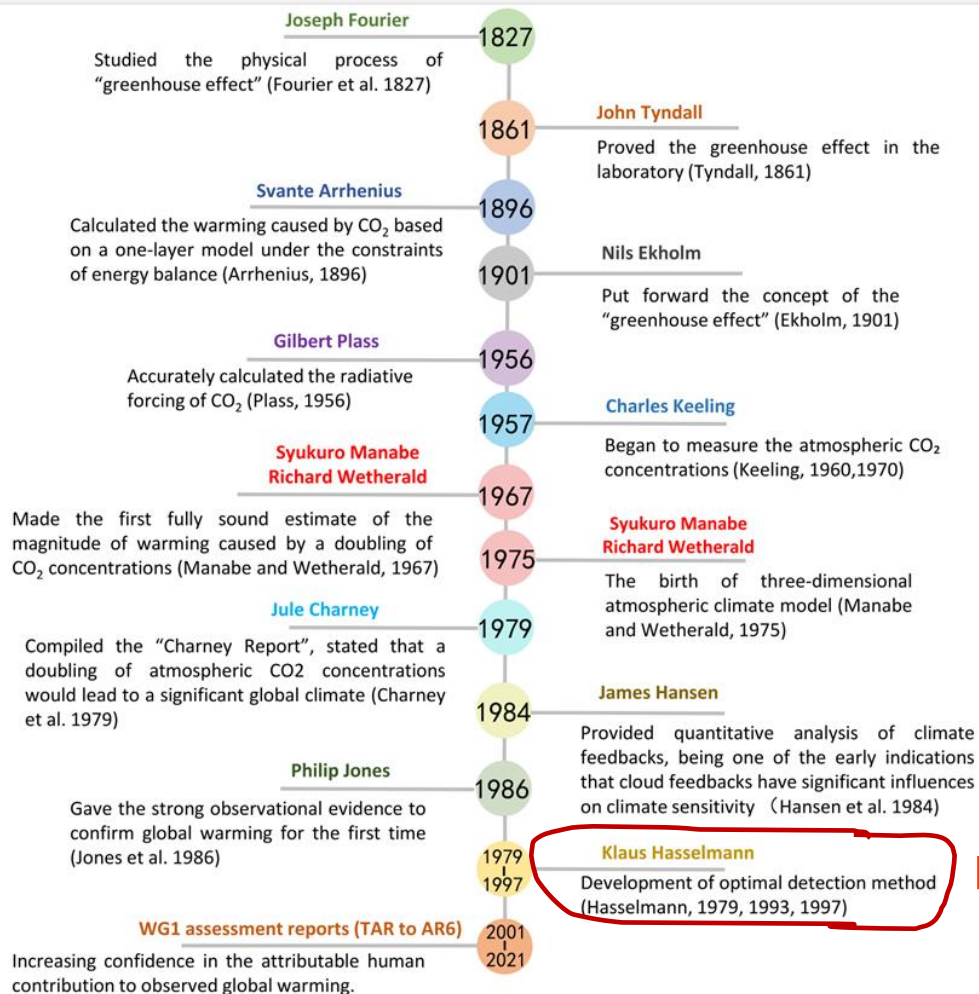 Joseph Fourier
1827
Studied the physical process of
“greenhouse effect” (Fourier et al. 1827)
John Tyndall
1861
Proved the greenhouse effect in the
laboratory (Tyndall, 1861)
Svante Arrhenius
1896
Calculated the warming caused by CO₂ based
on a one-layer model under the constraints
of energy balance (Arrhenius, 1896)
Nils Ekholm
1901
Put forward the concept of the
“greenhouse effect” (Ekholm, 1901)
Gilbert Plass
1956
Accurately calculated the radiative
forcing of CO₂ (Plass, 1956)
Charles Keeling
1957
Began to measure the atmospheric CO₂
concentrations (Keeling, 1960,1970)
Syukuro Manabe
Richard Wetherald
1967
Made the first fully sound estimate of the
magnitude of warming caused by a doubling of
CO₂ concentrations (Manabe and Wetherald, 1967)
Syukuro Manabe
Richard Wetherald
1975
The birth of three-dimensional
atmospheric climate model (Manabe
and Wetherald, 1975)
Jule Charney
1979
Compiled the “Charney Report”, stated that a
doubling of atmospheric CO2 concentrations
would lead to a significant global climate (Charney
et al. 1979)
James Hansen
1984
Provided quantitative analysis of climate
feedbacks, being one of the early indications
that cloud feedbacks have significant influences
on climate sensitivity （Hansen et al. 1984)
Philip Jones
1986
Gave the strong observational evidence to
confirm global warming for the first time
(Jones et al. 1986)
Klaus Hasselmann
1979
1997
Development of optimal detection method
(Hasselmann, 1979, 1993, 1997)
WG1 assessment reports (TAR to AR6)
2001
2021
Increasing confidence in the attributable human
contribution to observed global warming.